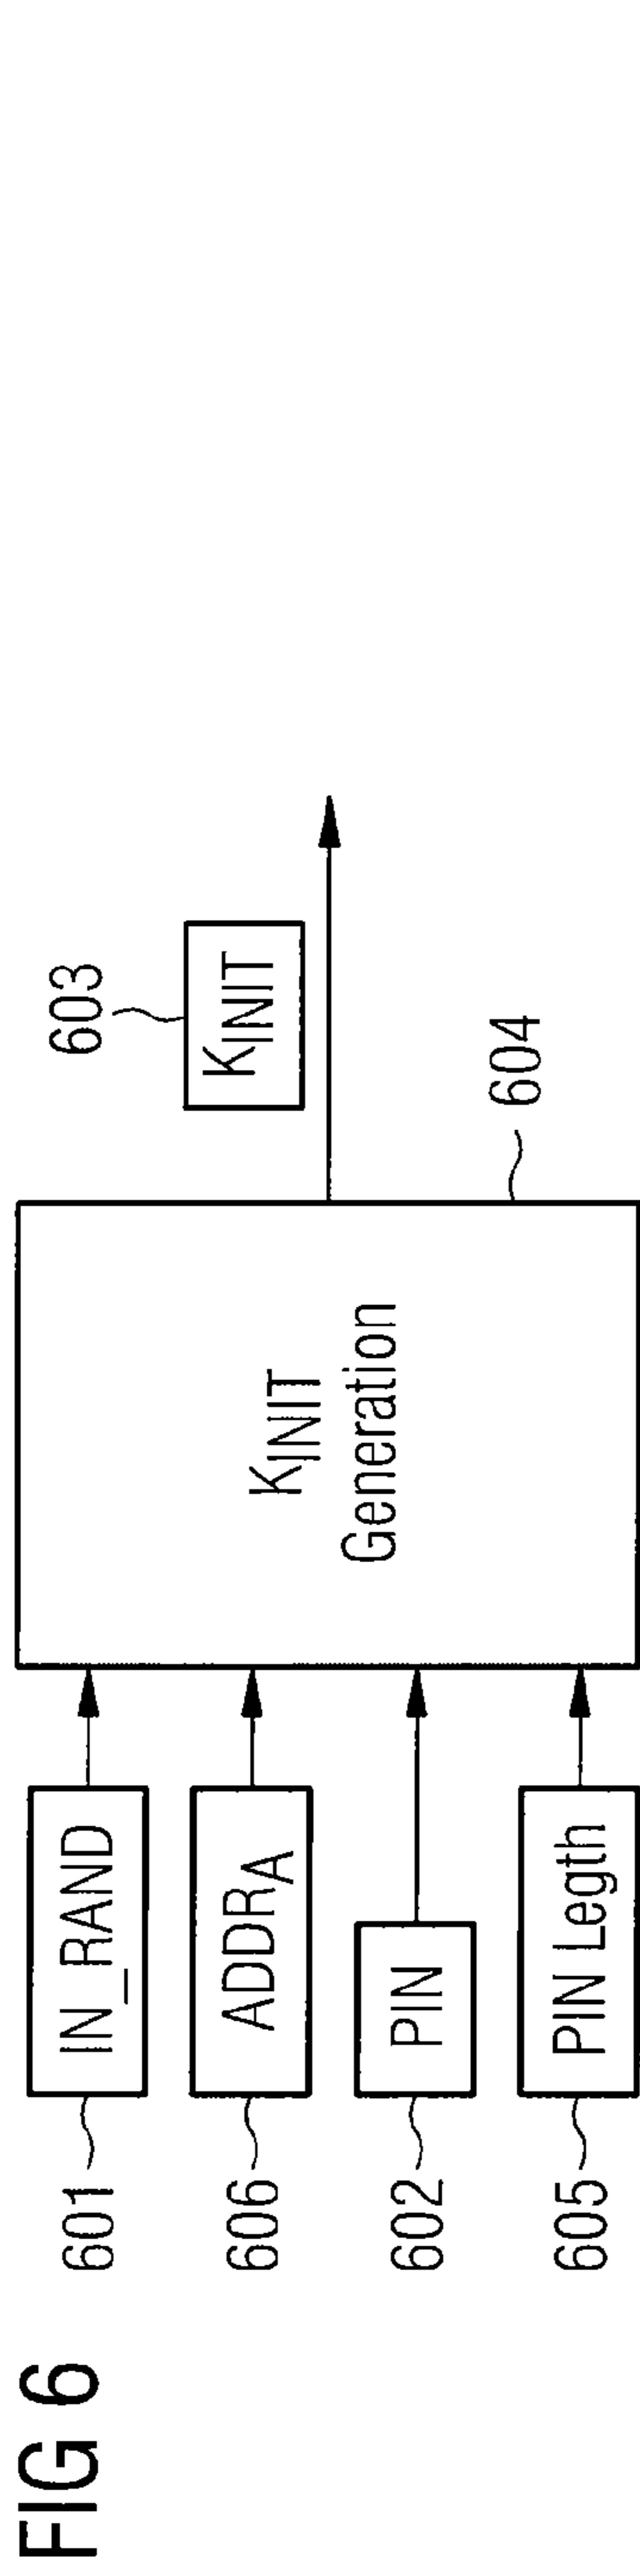 FIG 6
601
IN_RAND
606
ADDRA
602
PIN
605
PIN Legth
KINIT
Generation
604
603
KINIT